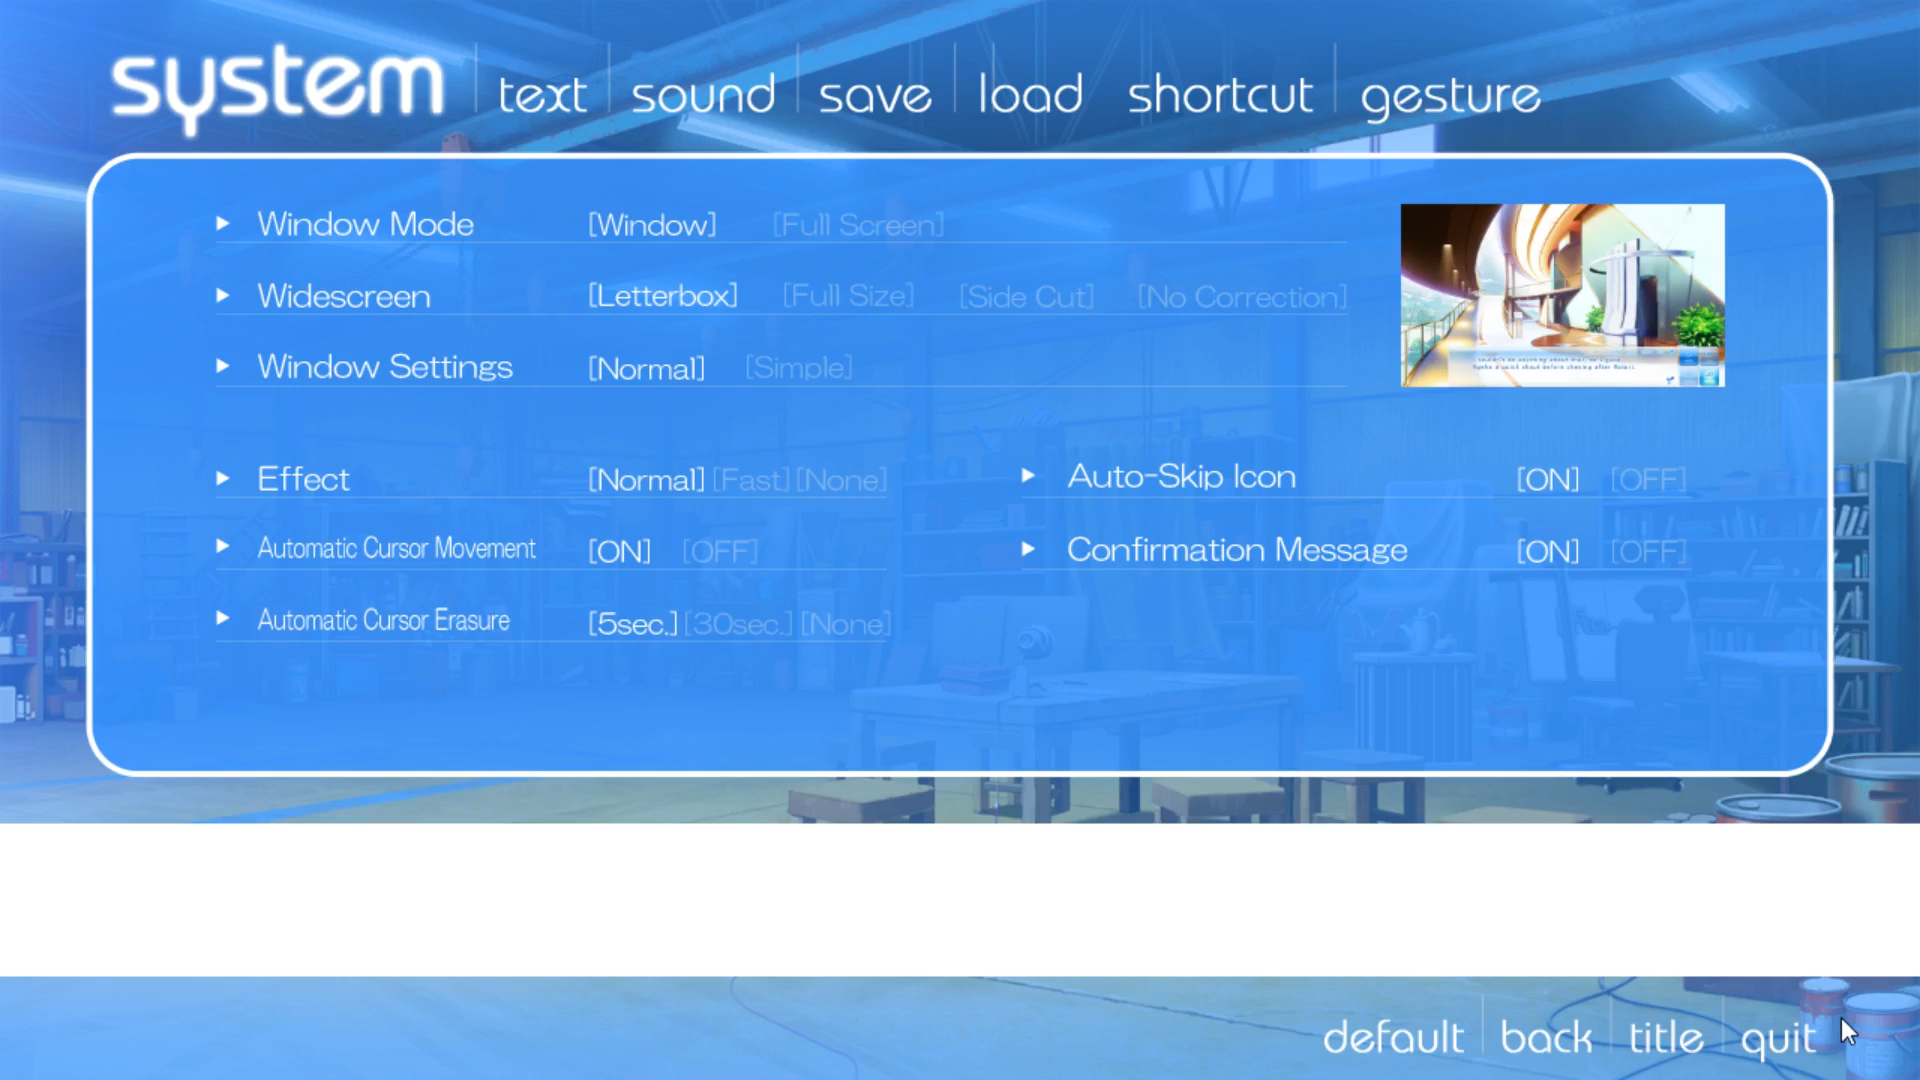 system text sound save load shortcut gesture
Window Mode [Window] [Full Screen]
Widescreen [Letterbox] [Full Size] [Side Cut] [No Correction]
Window Settings [Normal] [Simple]
Effect [Normal] [Fast] [None] Auto-Skip Icon [ON] [OFF]
Automatic Cursor Movement [ON] [OFF] Confirmation Message [ON] [OFF]
Automatic Cursor Erasure [5sec.] [30sec.] [None]
default back title quit